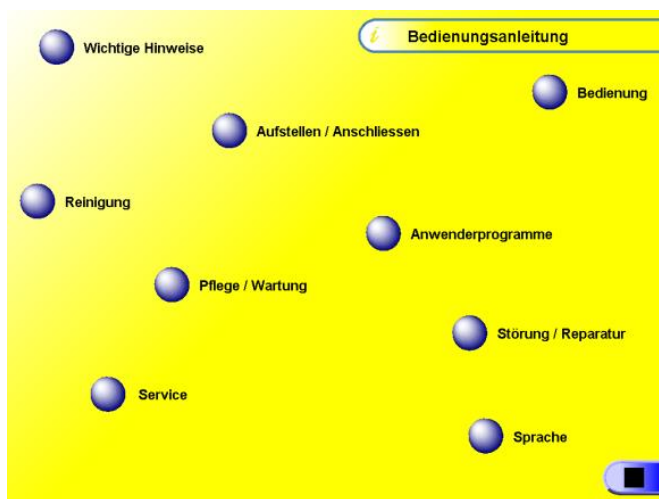 i Bedienungsanleitung
Wichtige Hinweise
Bedienung
Aufstellen / Anschliessen
Reinigung
Anwenderprogramme
Pflege / Wartung
Störung / Reparatur
Service
Sprache